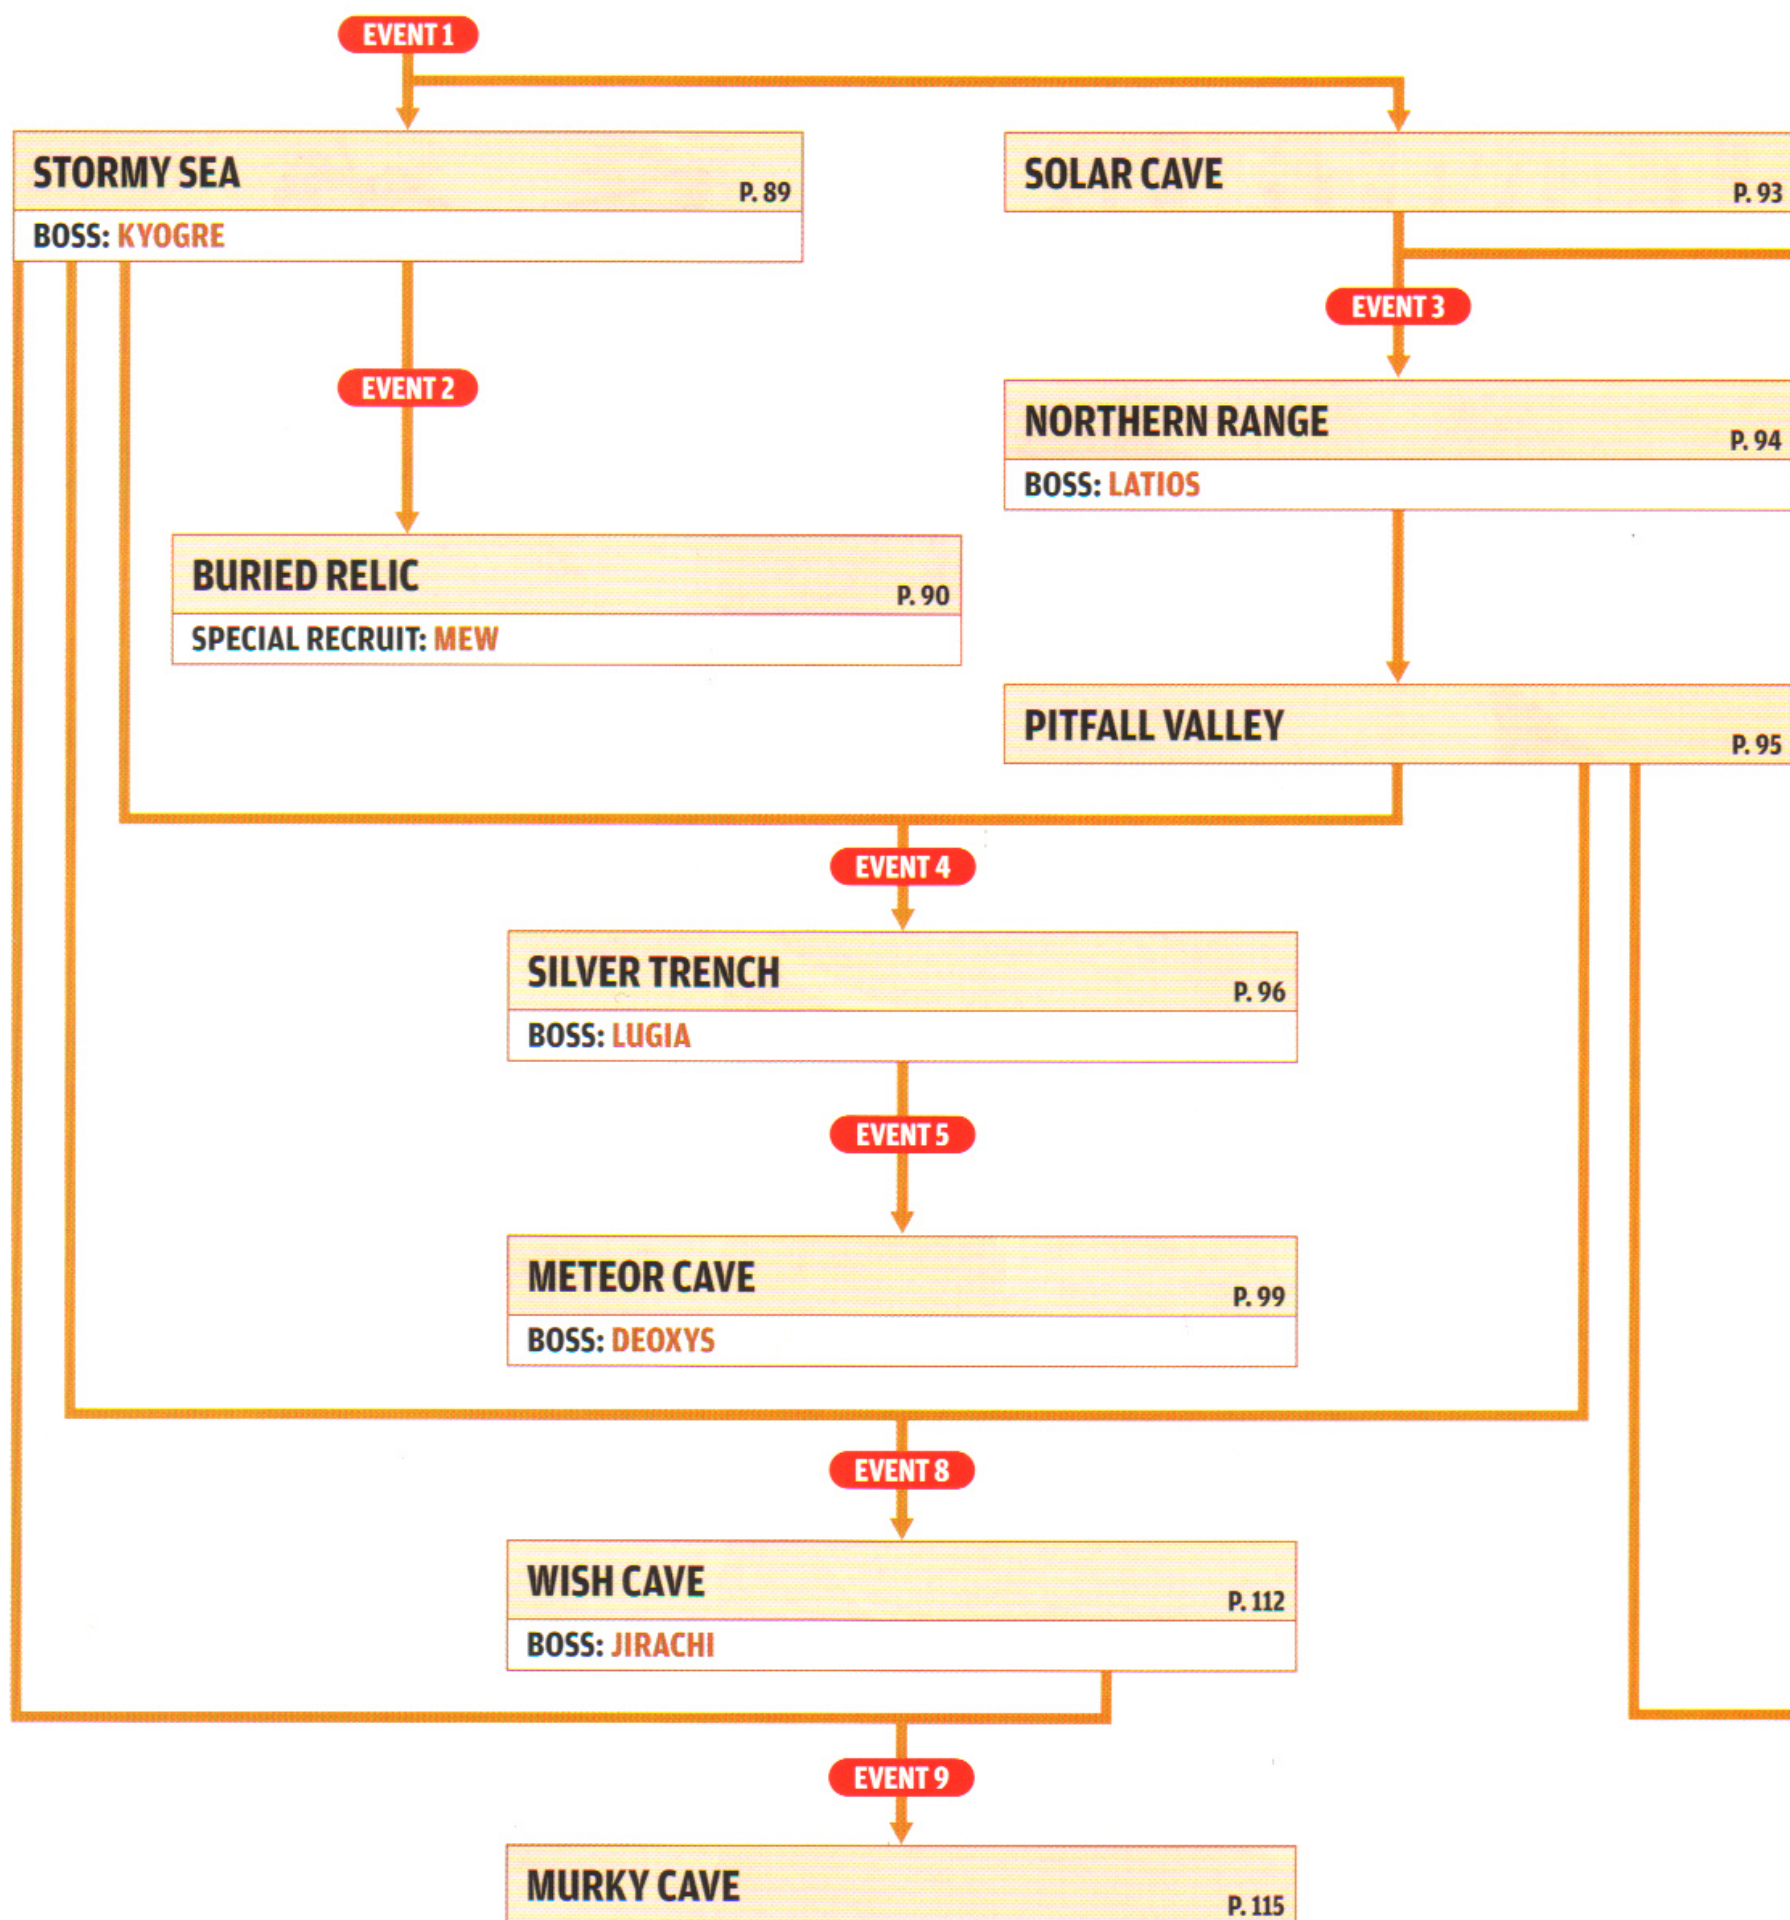 EVENT 1
STORMY SEA
P. 89
BOSS: KYOGRE
SOLAR CAVE
P. 93
EVENT 3
EVENT 2
NORTHERN RANGE
P. 94
BOSS: LATIOS
BURIED RELIC
P. 90
SPECIAL RECRUIT: MEW
PITFALL VALLEY
P. 95
EVENT 4
SILVER TRENCH
P. 96
BOSS: LUGIA
EVENT 5
METEOR CAVE
P. 99
BOSS: DEOXYS
EVENT 8
WISH CAVE
P. 112
BOSS: JIRACHI
EVENT 9
MURKY CAVE
P. 115